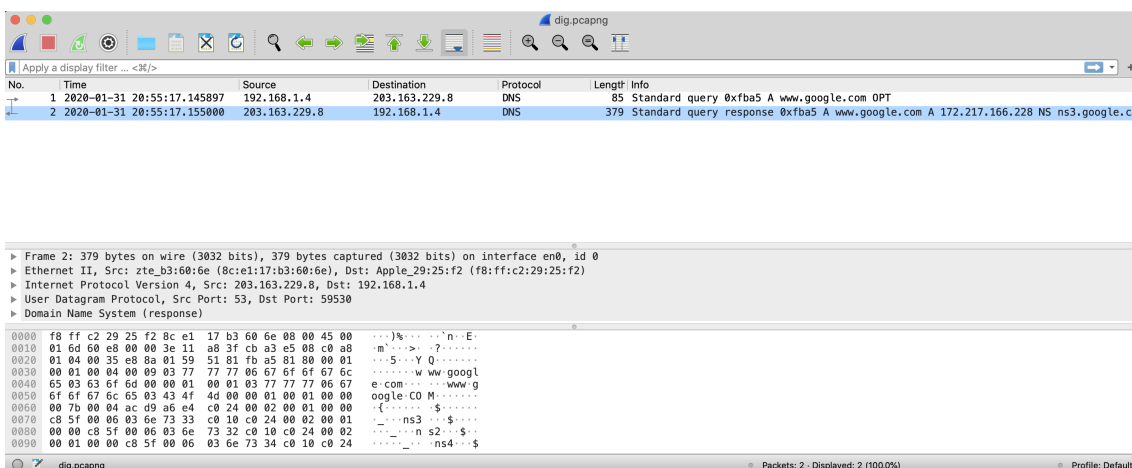 dig.pcapng
Apply a display filter ... <⌘/>
No. Time Source Destination Protocol Length Info
1 2020-01-31 20:55:17.145897 192.168.1.4 203.163.229.8 DNS 85 Standard query 0xfba5 A www.google.com OPT
2 2020-01-31 20:55:17.155000 203.163.229.8 192.168.1.4 DNS 379 Standard query response 0xfba5 A www.google.com A 172.217.166.228 NS ns3.google.c
Frame 2: 379 bytes on wire (3032 bits), 379 bytes captured (3032 bits) on interface en0, id 0
Ethernet II, Src: zte_b3:60:6e (8c:e1:17:b3:60:6e), Dst: Apple_29:25:f2 (f8:ff:c2:29:25:f2)
Internet Protocol Version 4, Src: 203.163.229.8, Dst: 192.168.1.4
User Datagram Protocol, Src Port: 53, Dst Port: 59530
Domain Name System (response)
0000 f8 ff c2 29 25 f2 8c e1 17 b3 60 6e 08 00 45 00 ···)%··· ··`n··E·
0010 01 6d 60 e8 00 00 3e 11 a8 3f cb a3 e5 08 c0 a8 ·m`···>· ·?······
0020 01 04 00 35 e8 8a 01 59 51 81 fb a5 81 80 00 01 ···5···Y Q·······
0030 00 01 00 04 00 09 03 77 77 77 06 67 6f 6f 67 6c ·······w ww·googl
0040 65 03 63 6f 6d 00 00 01 00 01 03 77 77 77 06 67 e·com··· ···www·g
0050 6f 6f 67 6c 65 03 43 4f 4d 00 00 01 00 01 00 00 oogle·CO M·······
0060 00 7b 00 04 ac d9 a6 e4 c0 24 00 02 00 01 00 00 ·{······ ·$······
0070 c8 5f 00 06 03 6e 73 33 c0 10 c0 24 00 02 00 01 ·_···ns3 ···$····
0080 00 00 c8 5f 00 06 03 6e 73 32 c0 10 c0 24 00 02 ···_···n s2···$··
0090 00 01 00 00 c8 5f 00 06 03 6e 73 34 c0 10 c0 24 ·····_·· ·ns4···$
dig.pcapng Packets: 2 · Displayed: 2 (100.0%) Profile: Default